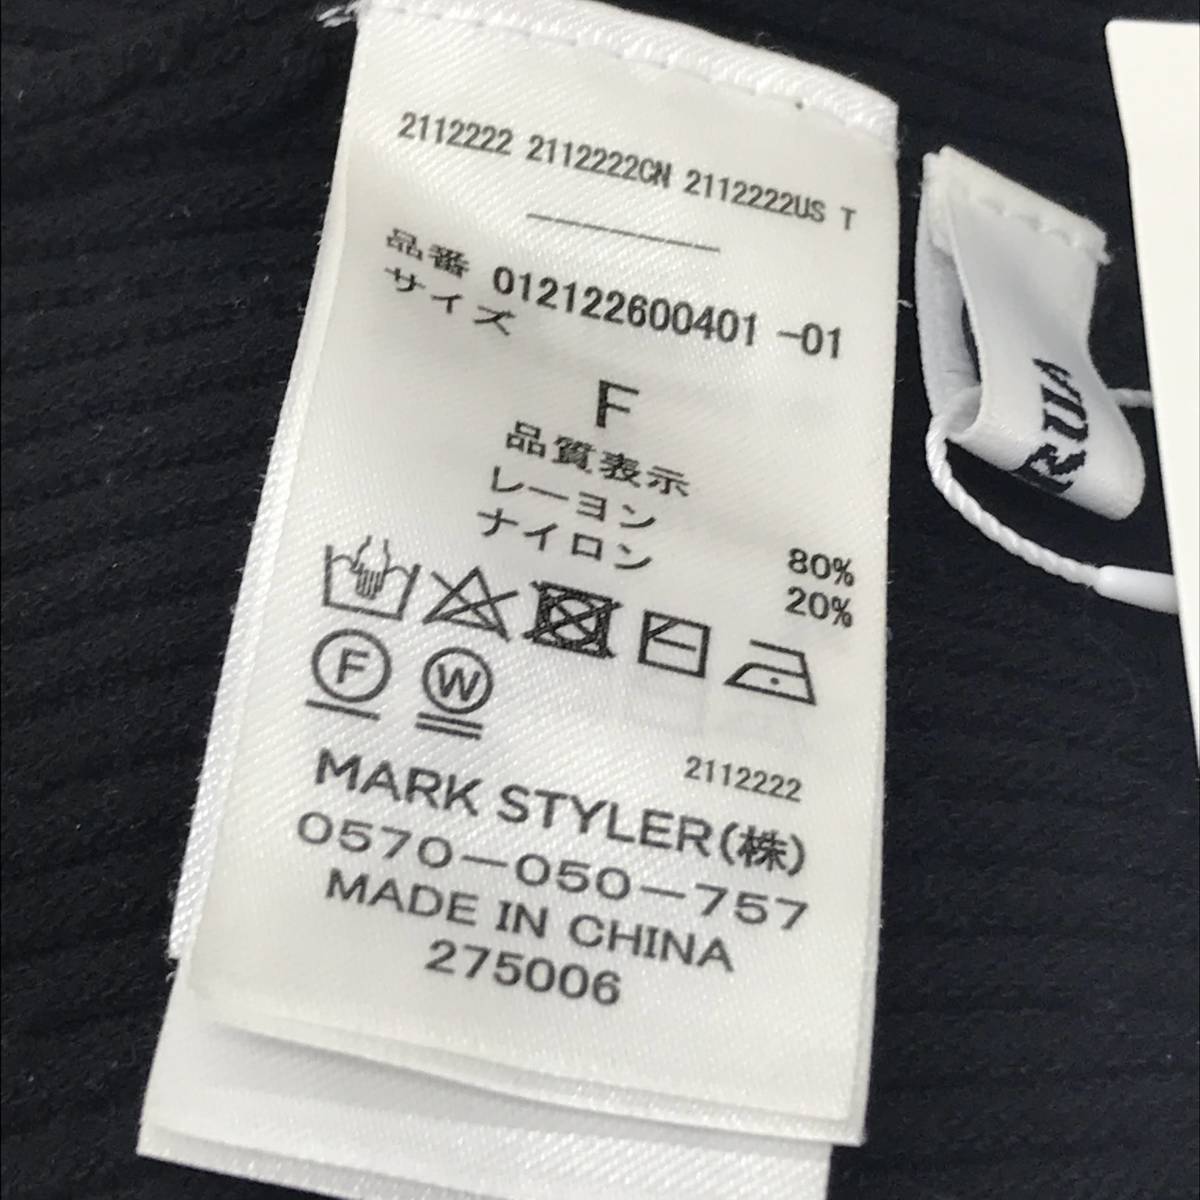 2112222 2112222CN 2112222US T
品番 012122600401 -01
サイズ
F
品質表示
レーヨン 80%
ナイロン 20%
F W
2112222
MARK STYLER(株)
0570-050-757
MADE IN CHINA
275006
RUA